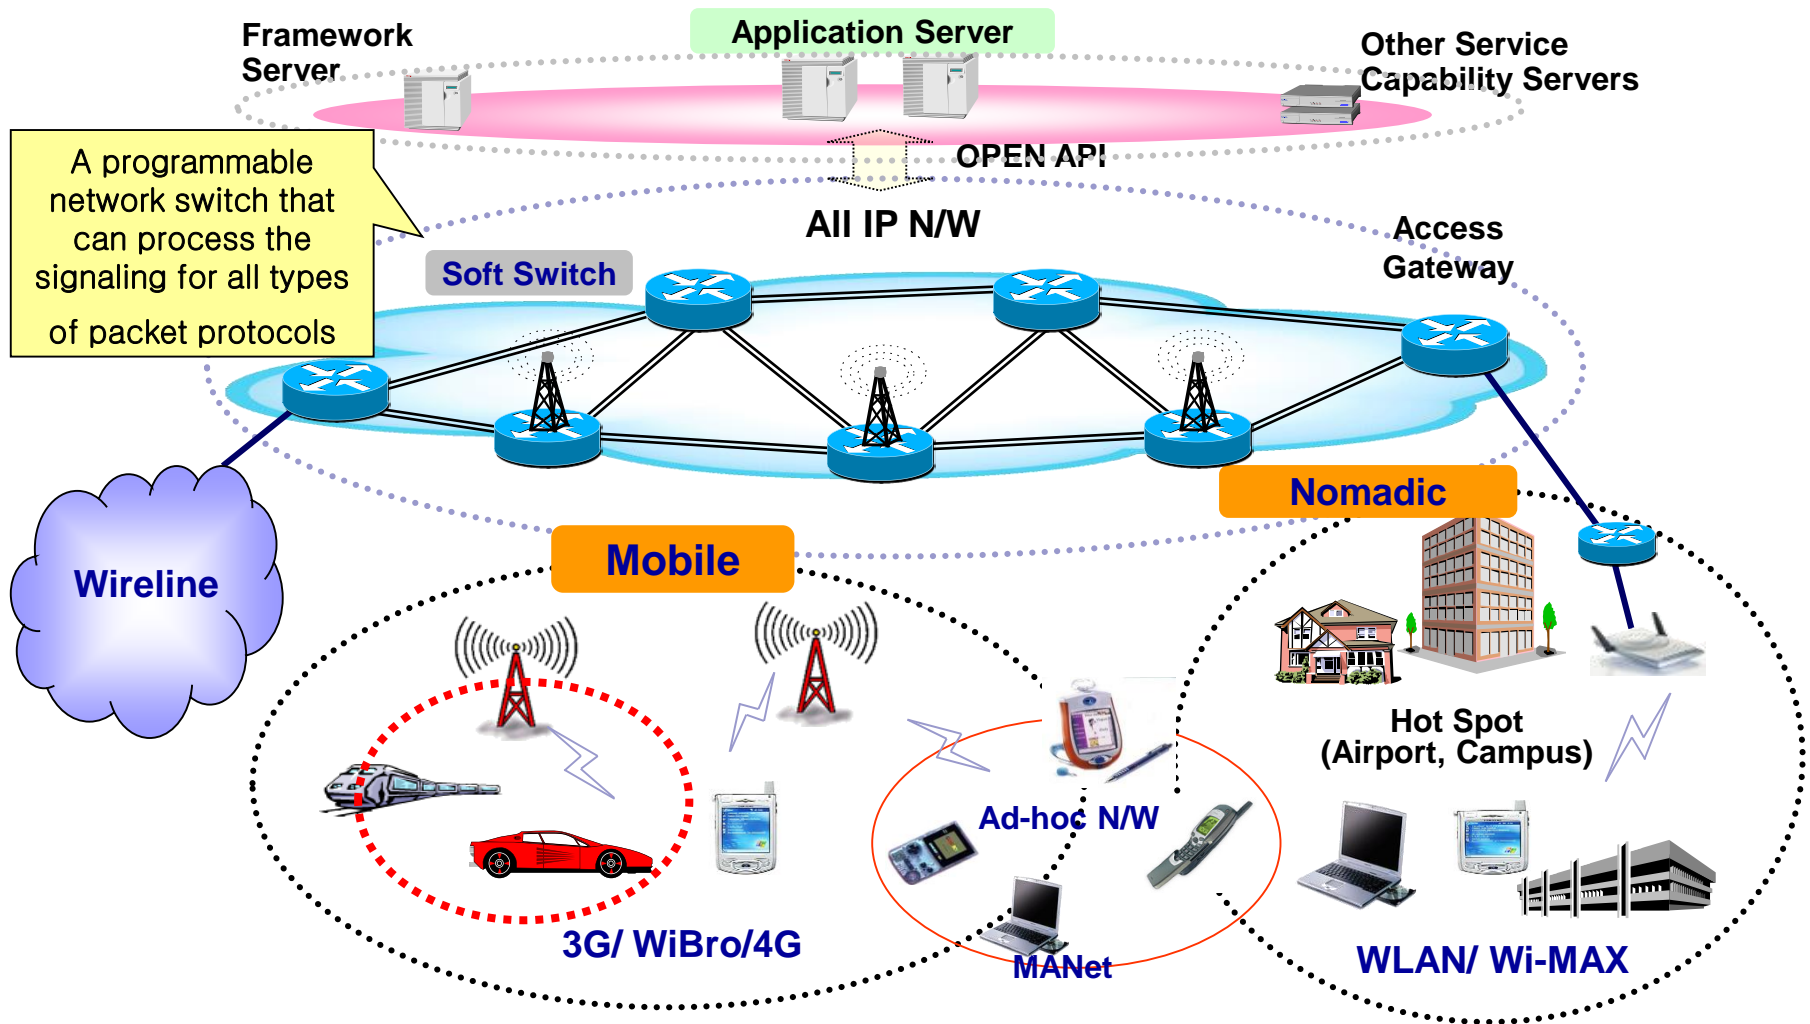 Framework
Server
Application Server
Other Service
Capability Servers
OPEN API
A programmable
network switch that
can process the
signaling for all types
of packet protocols
All IP N/W
Access
Gateway
Soft Switch
Nomadic
Mobile
Wireline
Hot Spot
(Airport, Campus)
Ad-hoc N/W
3G/ WiBro/4G
MANet
WLAN/ Wi-MAX